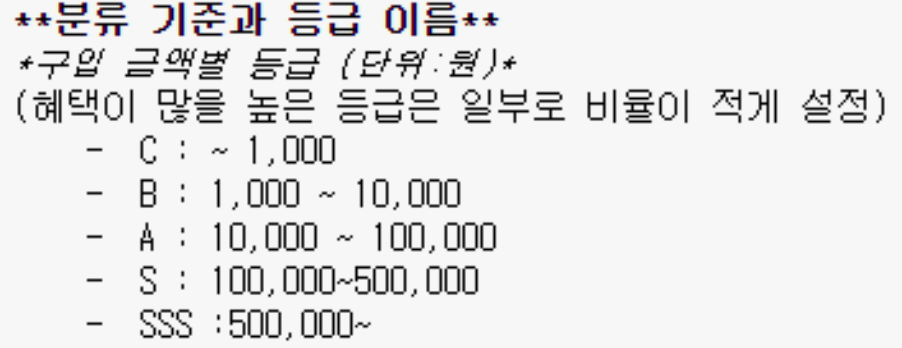 **분류 기준과 등급 이름**
*구입 금액별 등급 (단위:원)*
(혜택이 많을 높은 등급은 일부로 비율이 적게 설정)
- C : ~ 1,000
- B : 1,000 ~ 10,000
- A : 10,000 ~ 100,000
- S : 100,000~500,000
- SSS :500,000~